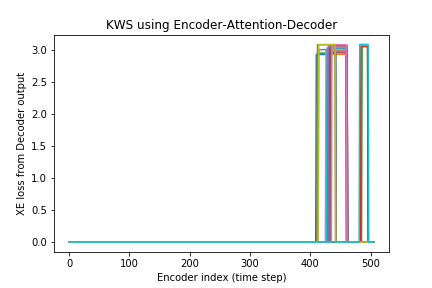 KWS using Encoder-Attention-Decoder
XE loss from Decoder output
3.0
2.5
2.0
1.5
1.0
0.5
0.0
0 100 200 300 400 500
Encoder index (time step)